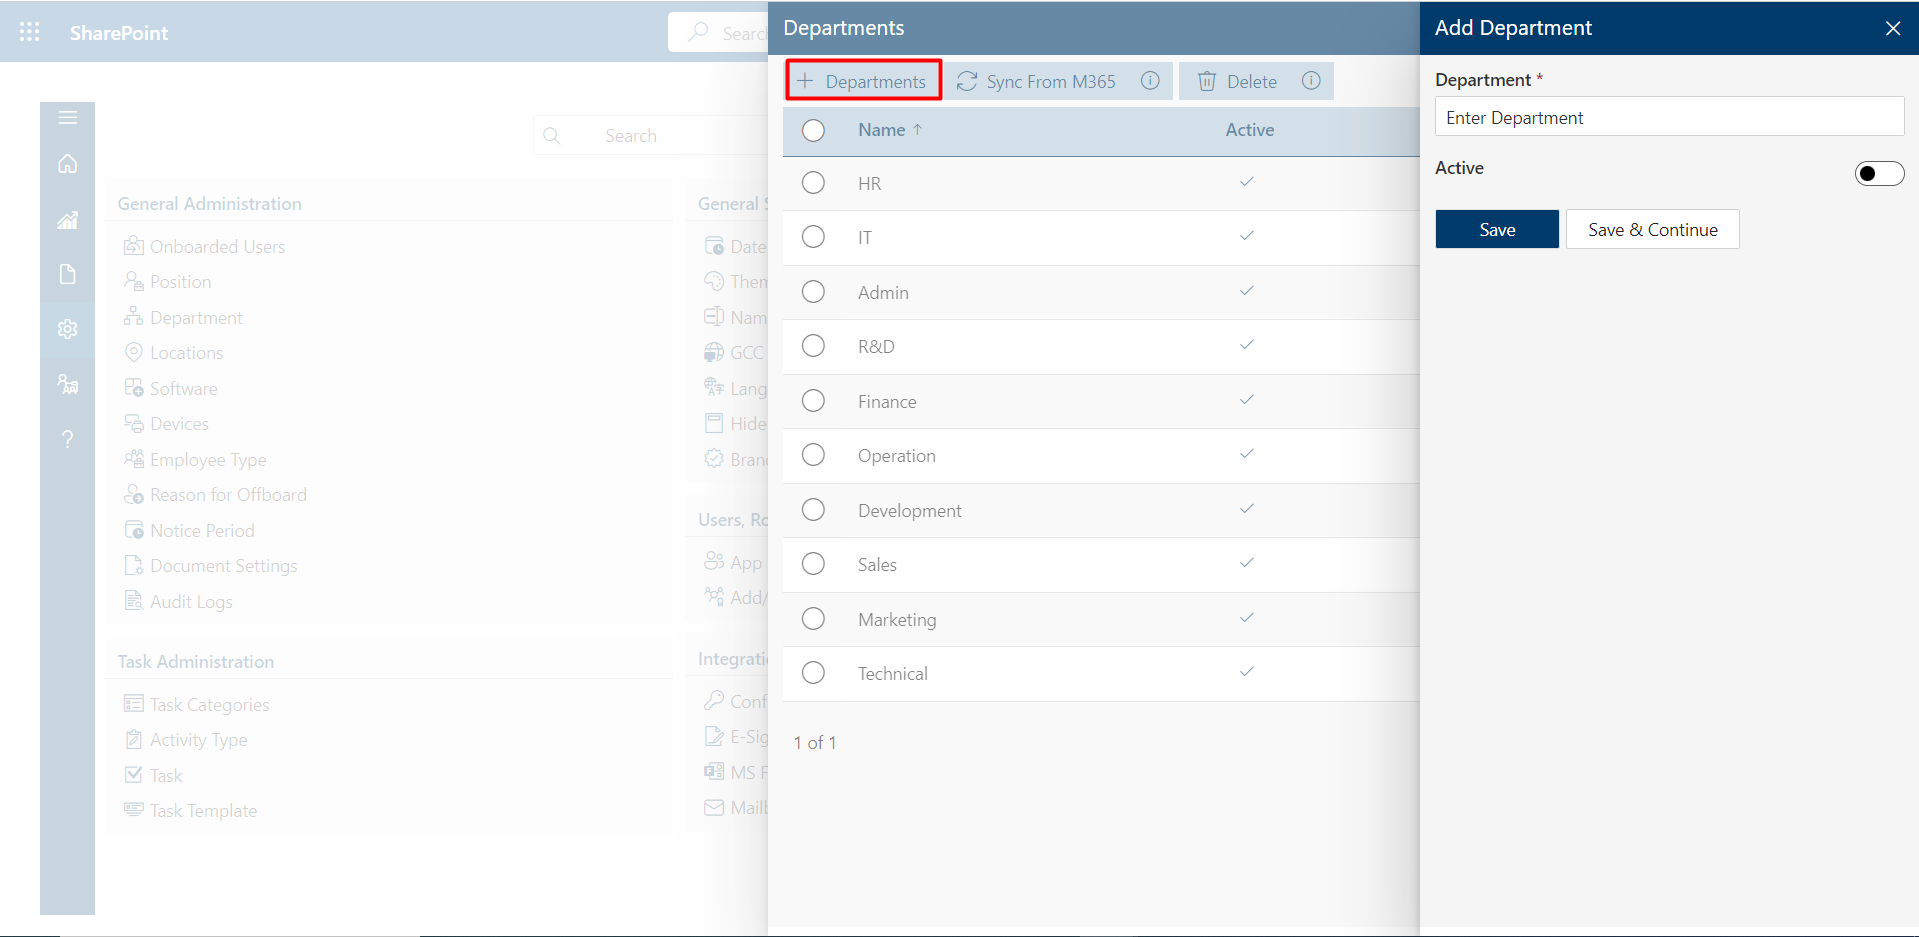 SharePoint
Search
General Administration
Onboarded Users
Position
Department
Locations
Software
Devices
Employee Type
Reason for Offboard
Notice Period
Document Settings
Audit Logs
Task Administration
Task Categories
Activity Type
Task
Task Template
Search
General S
Date
Them
Nam
GCC
Lang
Hide
Bran
Users, Ro
App
Add/
Integrati
Conf
E-Sig
MS F
Mail
Departments
+ Departments
Sync From M365
Delete
Name ↑ Active
HR
IT
Admin
R&D
Finance
Operation
Development
Sales
Marketing
Technical
1 of 1
Add Department
Department *
Enter Department
Active
Save
Save & Continue